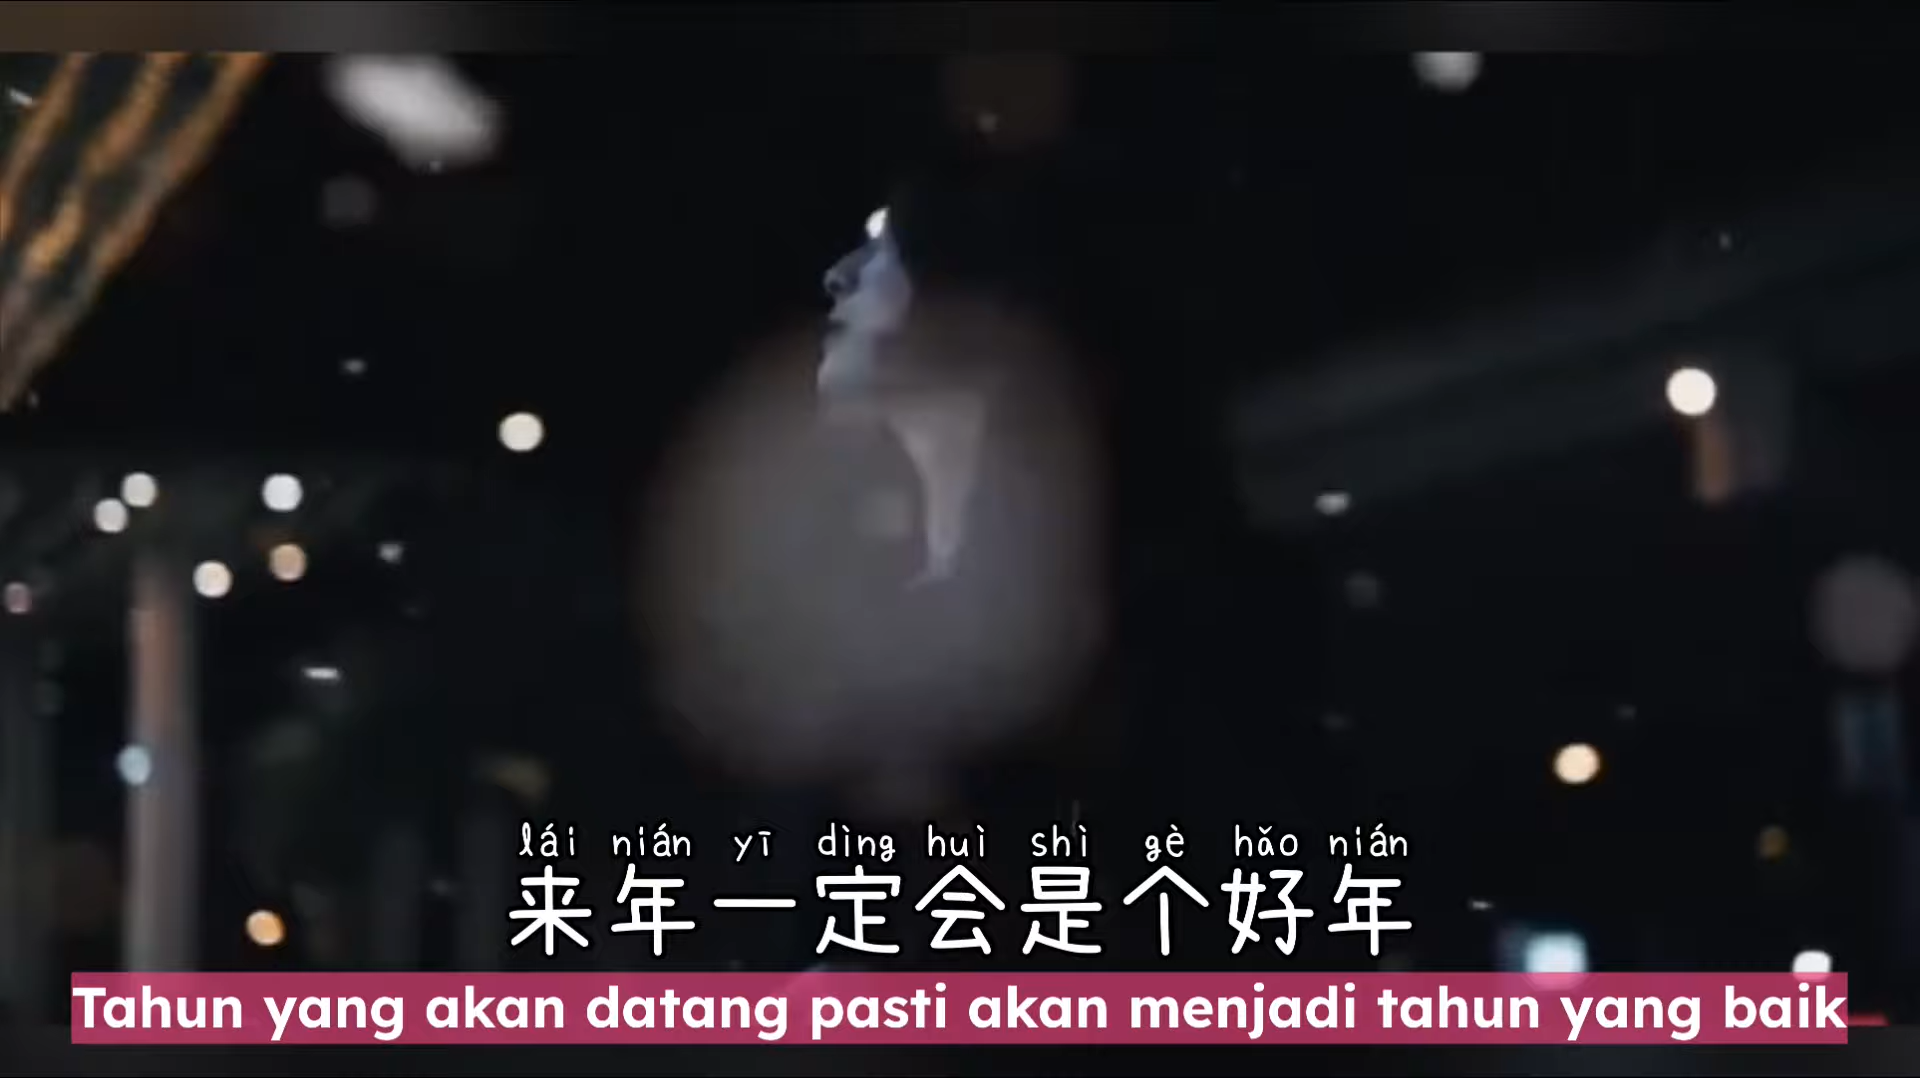 lái nián yī dìng huì shì gè hǎo nián
来年一定会是个好年
Tahun yang akan datang pasti akan menjadi tahun yang baik